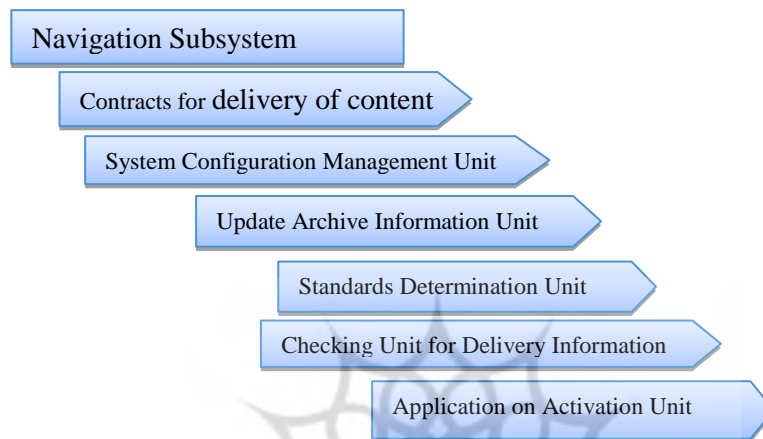 Navigation Subsystem
Contracts for delivery of content
System Configuration Management Unit
Update Archive Information Unit
Standards Determination Unit
Checking Unit for Delivery Information
Application on Activation Unit